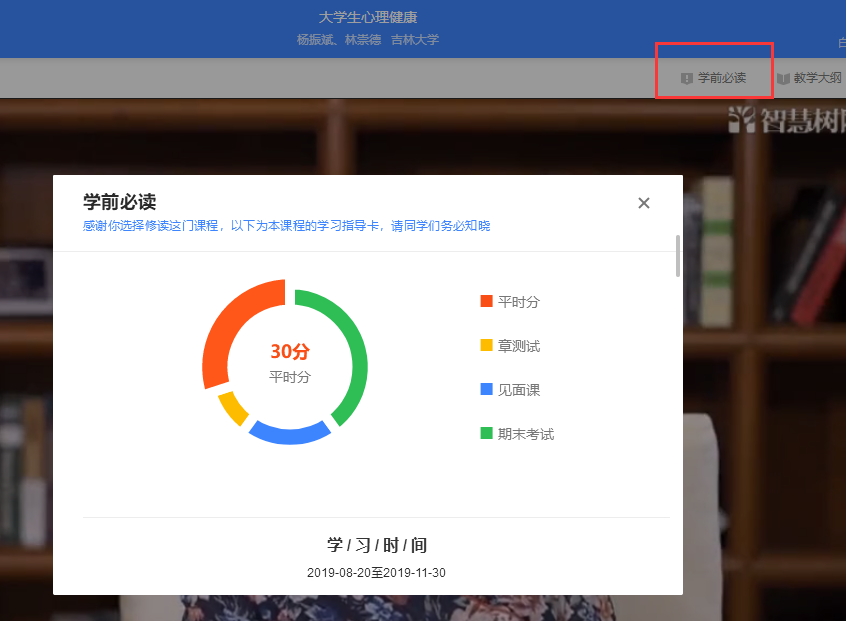 大学生心理健康
杨振斌、林崇德 吉林大学
学前必读
教学大纲
智慧树
学前必读
感谢你选择修读这门课程，以下为本课程的学习指导卡，请同学们务必知晓
30分
平时分
平时分
章测试
见面课
期末考试
学/习/时/间
2019-08-20至2019-11-30